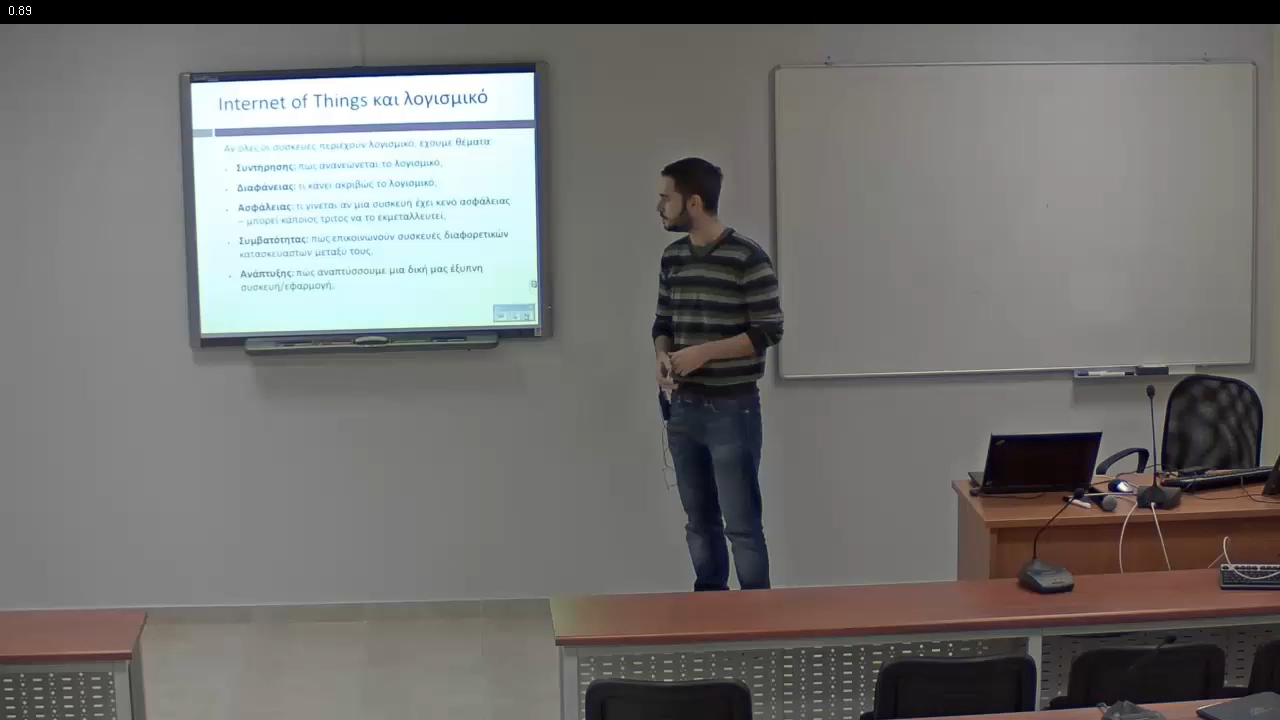 0.89
Internet of Things και λογισμικό
Αν όλες οι συσκευές περιέχουν λογισμικό, έχουμε θέματα:
Συντήρησης: πως ανανεώνεται το λογισμικό;
Διαφάνειας: τι κάνει ακριβώς το λογισμικό;
Ασφάλειας: τι γίνεται αν μια συσκευή έχει κενό ασφάλειας
– μπορεί κάποιος τρίτος να το εκμεταλλευτεί;
Συμβατότητας: πως επικοινωνούν συσκευές διαφορετικών
κατασκευαστών μεταξύ τους;
Ανάπτυξης: πως αναπτύσσουμε μια δική μας έξυπνη
συσκευή/εφαρμογή;